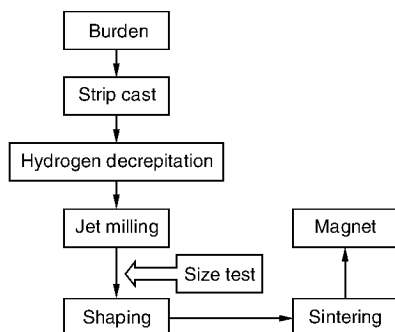 Burden
Strip cast
Hydrogen decrepitation
Jet milling
Magnet
Size test
Shaping
Sintering